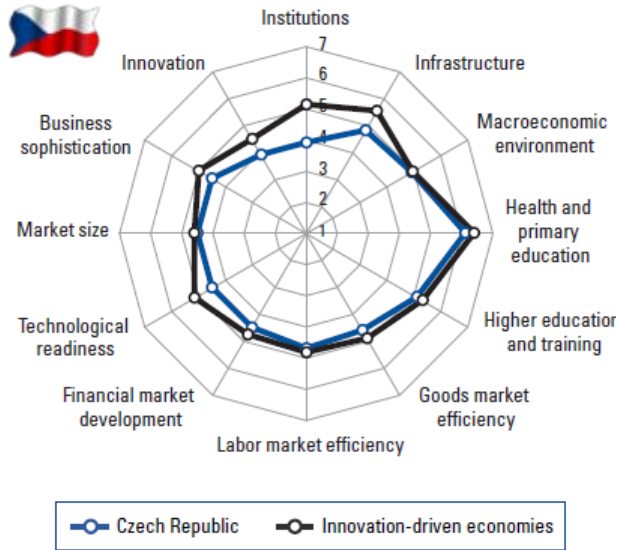 Institutions
7
6
5
4
3
2
1
Infrastructure
Macroeconomic
environment
Health and
primary
education
Higher education
and training
Goods market
efficiency
Labor market efficiency
Financial market
development
Technological
readiness
Market size
Business
sophistication
Innovation
Czech Republic
Innovation-driven economies